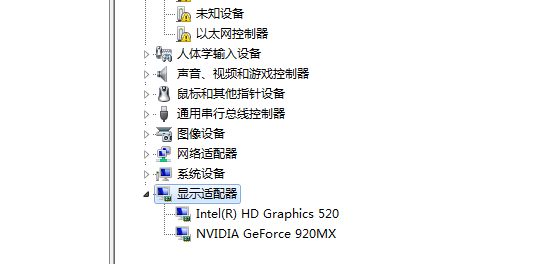 未知设备
以太网控制器
人体学输入设备
声音、视频和游戏控制器
鼠标和其他指针设备
通用串行总线控制器
图像设备
网络适配器
系统设备
显示适配器
Intel(R) HD Graphics 520
NVIDIA GeForce 920MX